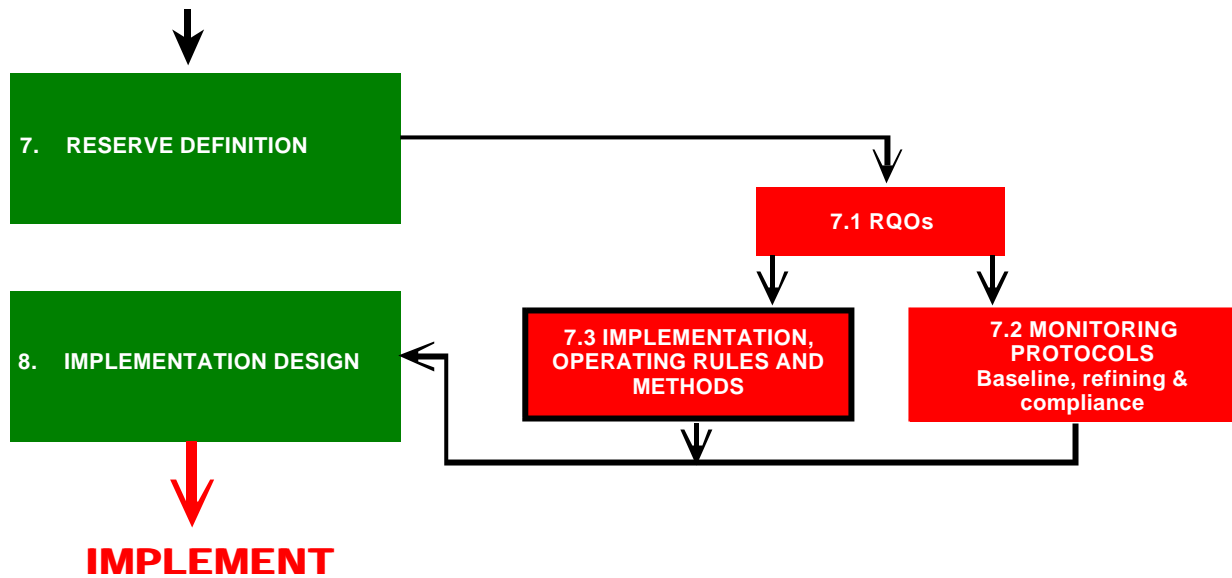 7. RESERVE DEFINITION
7.1 RQOs
8. IMPLEMENTATION DESIGN
7.3 IMPLEMENTATION,
OPERATING RULES AND
METHODS
7.2 MONITORING
PROTOCOLS
Baseline, refining &
compliance
IMPLEMENT